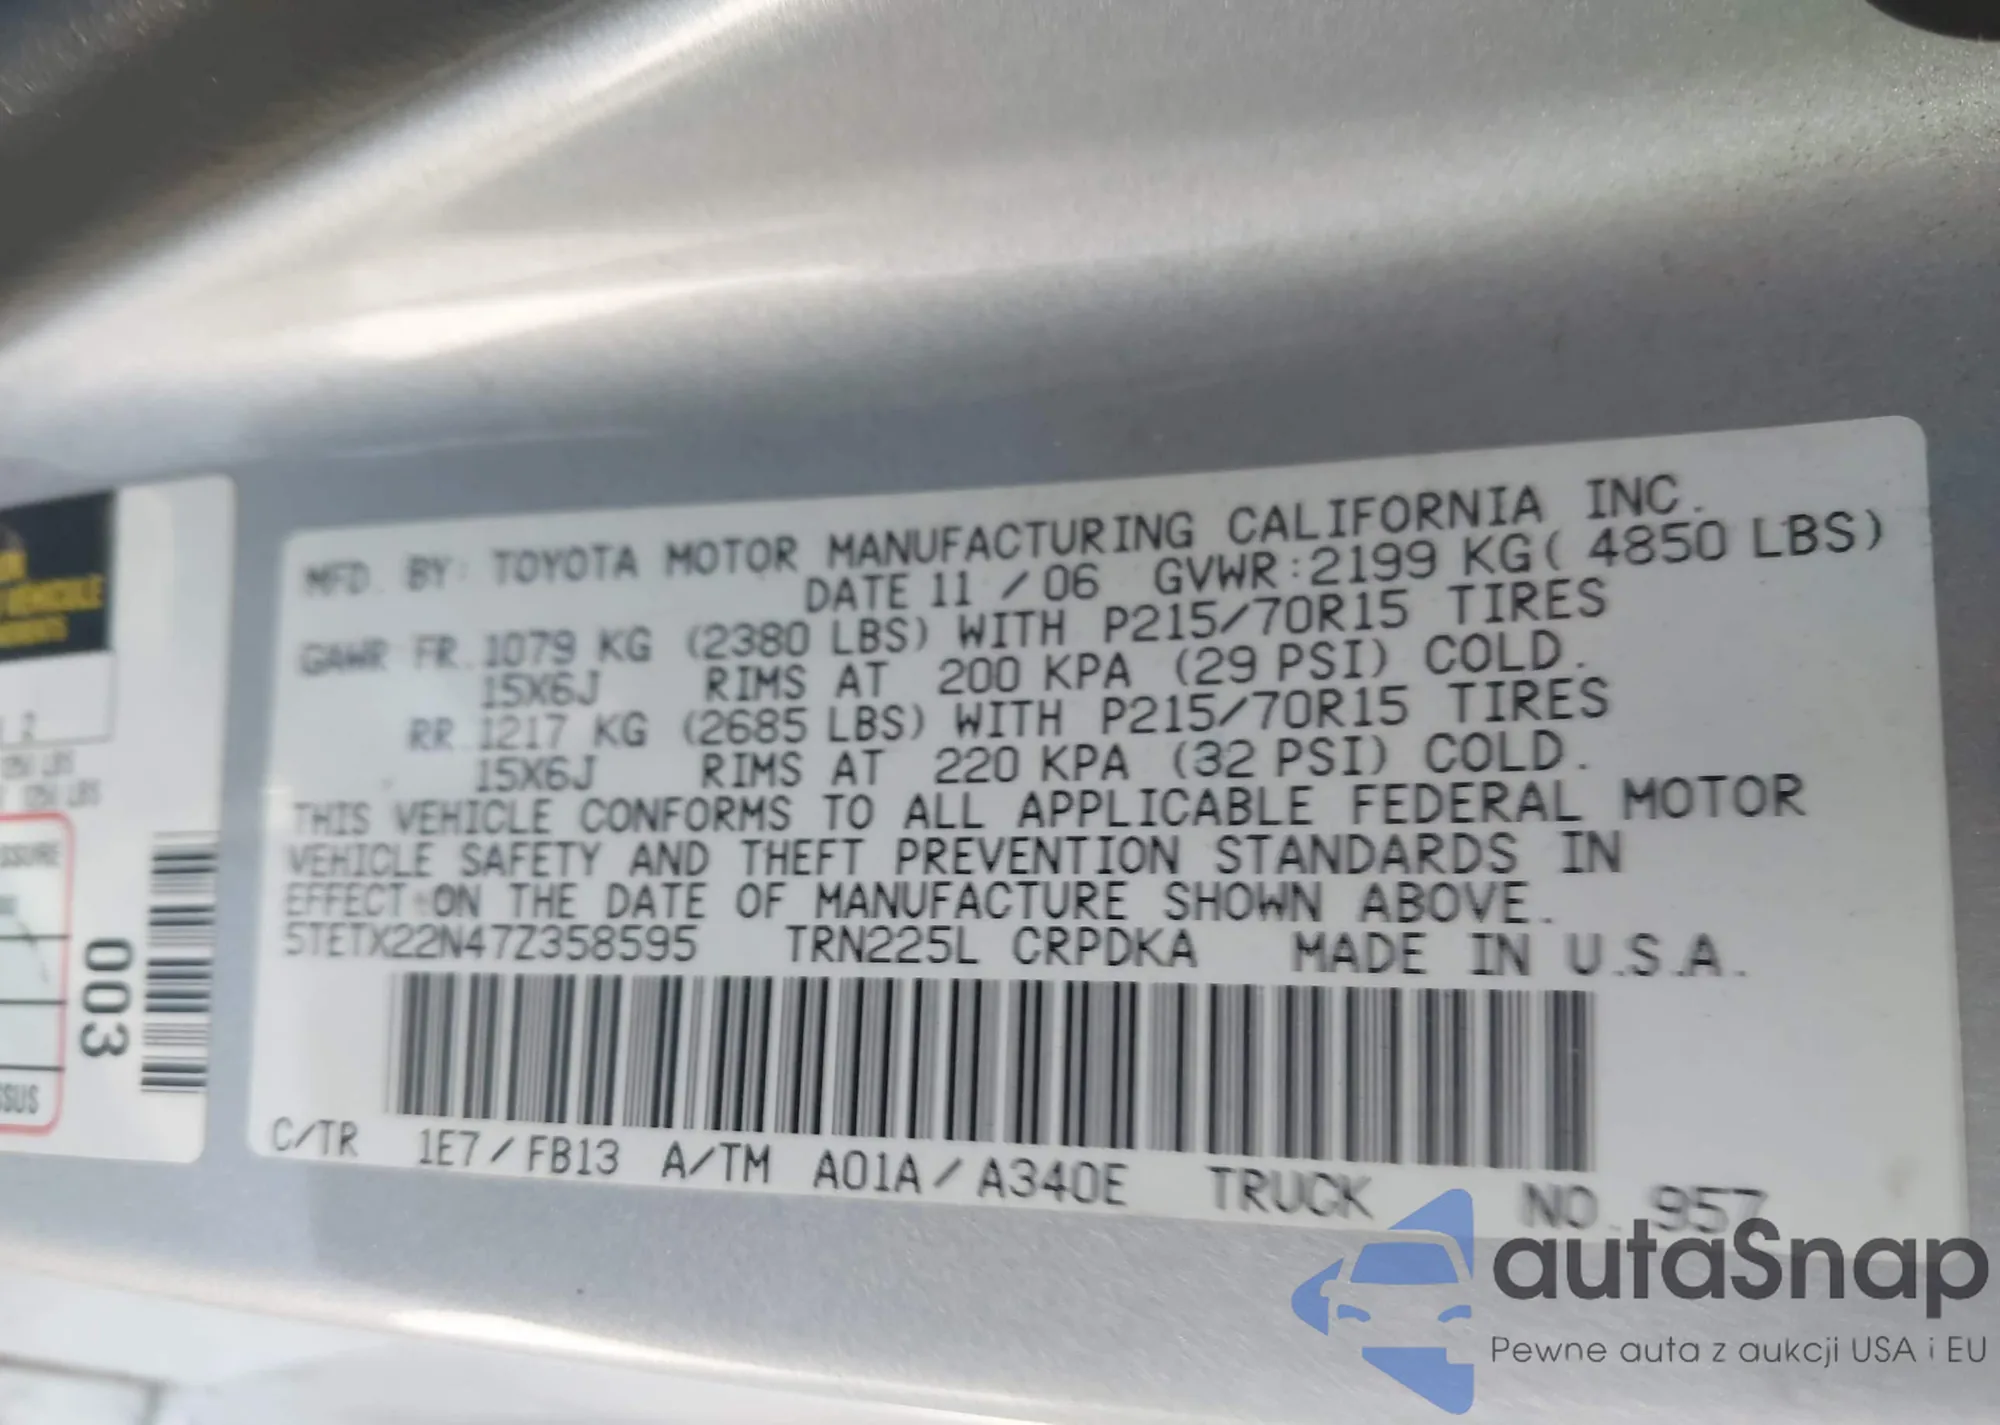 MFD. BY: TOYOTA MOTOR MANUFACTURING CALIFORNIA INC.
DATE 11 / 06 GVWR:2199 KG( 4850 LBS)
GAWR FR 1079 KG (2380 LBS) WITH P215/70R15 TIRES
15X6J RIMS AT 200 KPA (29 PSI) COLD.
RR 1217 KG (2685 LBS) WITH P215/70R15 TIRES
15X6J RIMS AT 220 KPA (32 PSI) COLD.
THIS VEHICLE CONFORMS TO ALL APPLICABLE FEDERAL MOTOR
VEHICLE SAFETY AND THEFT PREVENTION STANDARDS IN
EFFECT ON THE DATE OF MANUFACTURE SHOWN ABOVE.
5TETX22N47Z358595 TRN225L CRPDKA MADE IN U.S.A.
C/TR 1E7/FB13 A/TM A01A/A340E TRUCK NO. 957
003
autaSnap
Pewne auta z aukcji USA i EU